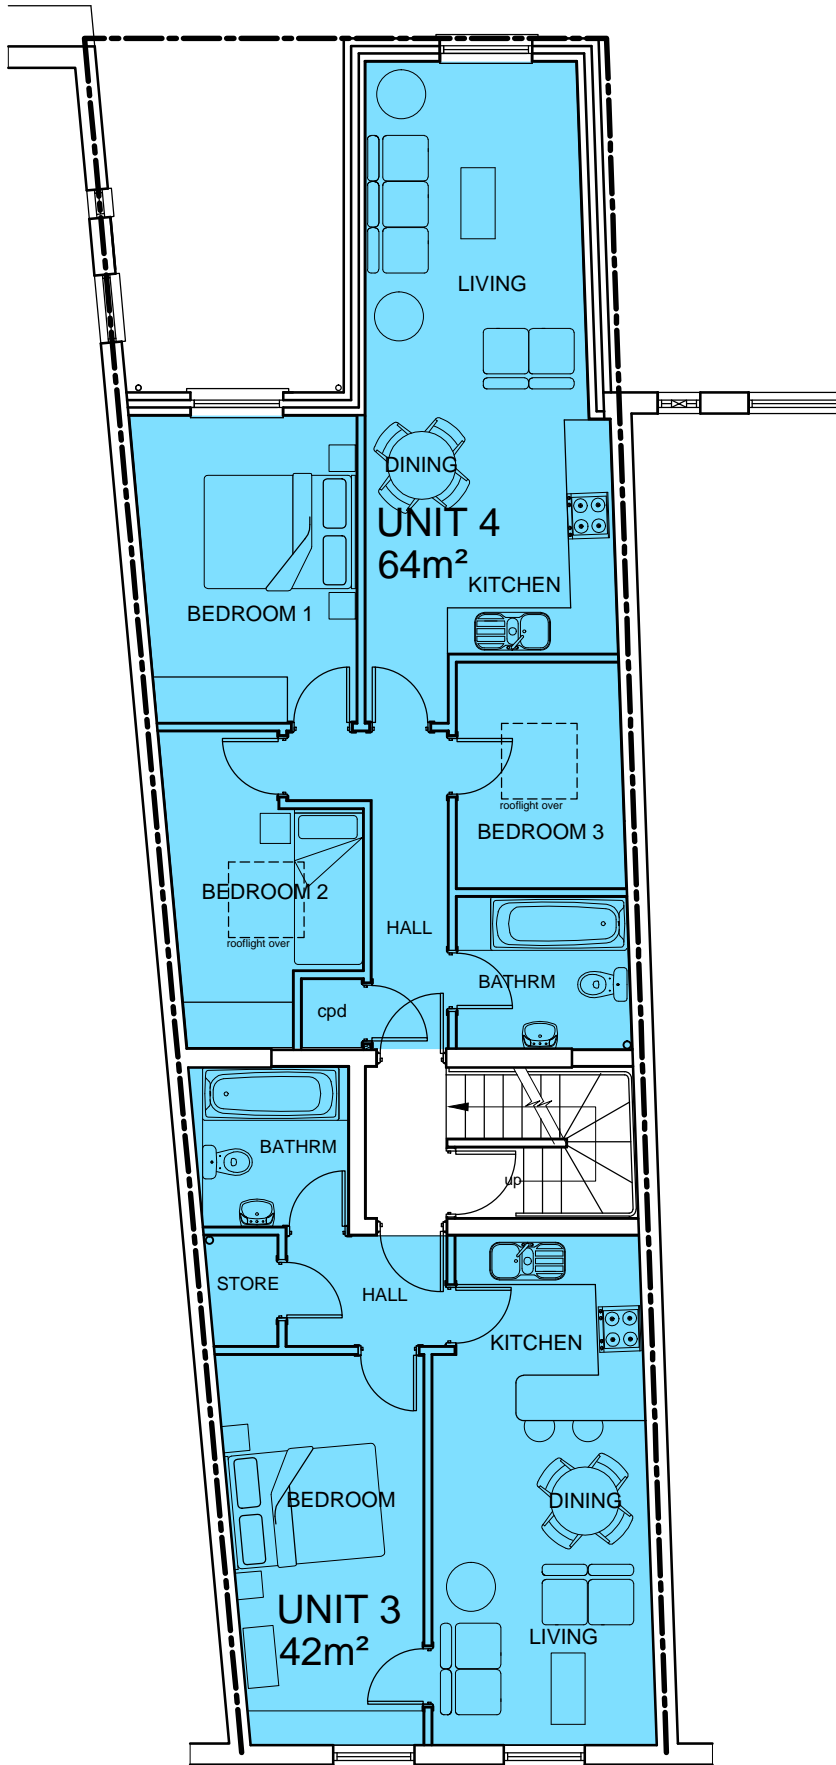 LIVING
DINING
UNIT 4
64m²
KITCHEN
BEDROOM 1
rooflight over
BEDROOM 3
BEDROOM 2
rooflight over
HALL
BATHRM
cpd
BATHRM
up
STORE
HALL
KITCHEN
BEDROOM
DINING
UNIT 3
42m²
LIVING